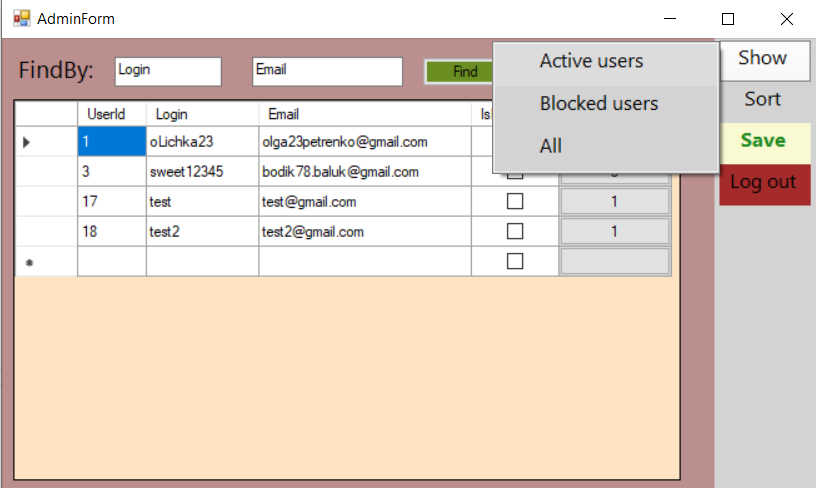 AdminForm
FindBy:
Login
Email
Find
Active users
Blocked users
All
Show
Sort
Save
Log out
UserId Login Email
1 oLichka23 olga23petrenko@gmail.com
3 sweet12345 bodik78.baluk@gmail.com
17 test test@gmail.com 1
18 test2 test2@gmail.com 1
*